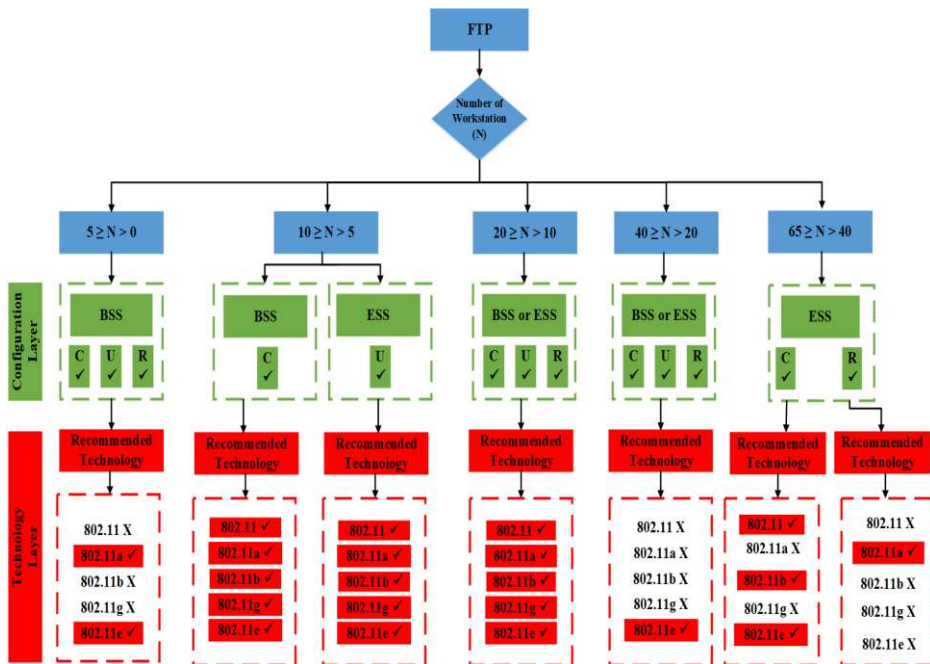 FTP
Number of
Workstation
(N)
5 ≥ N > 0
10 ≥ N > 5
20 ≥ N > 10
40 ≥ N > 20
65 ≥ N > 40
Configuration
Layer
BSS
C ✓
U ✓
R ✓
BSS
C ✓
ESS
U ✓
BSS or ESS
C ✓
U ✓
R ✓
BSS or ESS
C ✓
U ✓
R ✓
ESS
C ✓
R ✓
Technology
Layer
Recommended
Technology
802.11 X
802.11a ✓
802.11b X
802.11g X
802.11e ✓
Recommended
Technology
802.11 ✓
802.11a ✓
802.11b ✓
802.11g ✓
802.11e ✓
Recommended
Technology
802.11 ✓
802.11a ✓
802.11b ✓
802.11g ✓
802.11e ✓
Recommended
Technology
802.11 ✓
802.11a ✓
802.11b ✓
802.11g ✓
802.11e ✓
Recommended
Technology
802.11 X
802.11a X
802.11b X
802.11g X
802.11e ✓
Recommended
Technology
802.11 ✓
802.11a X
802.11b ✓
802.11g X
802.11e ✓
Recommended
Technology
802.11 X
802.11a ✓
802.11b X
802.11g X
802.11e X